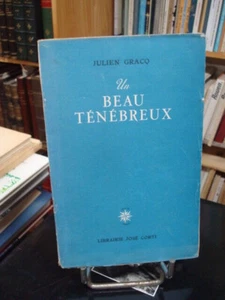 JULIEN GRACQ
Un
BEAU
TÉNÉBREUX
LIBRAIRIE JOSÉ CORTI